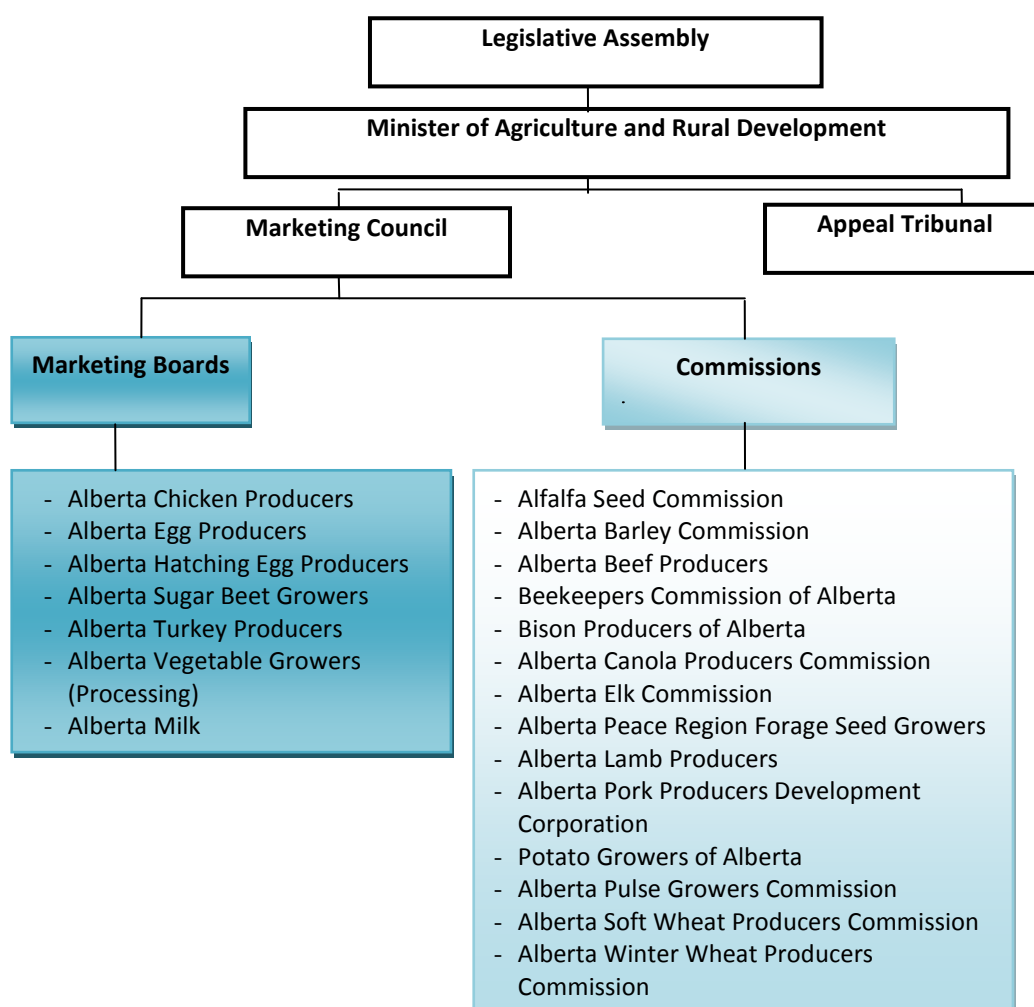 Legislative Assembly
Minister of Agriculture and Rural Development
Marketing Council
Appeal Tribunal
Marketing Boards
Commissions
.
- Alberta Chicken Producers
- Alberta Egg Producers
- Alberta Hatching Egg Producers
- Alberta Sugar Beet Growers
- Alberta Turkey Producers
- Alberta Vegetable Growers
(Processing)
- Alberta Milk
- Alfalfa Seed Commission
- Alberta Barley Commission
- Alberta Beef Producers
- Beekeepers Commission of Alberta
- Bison Producers of Alberta
- Alberta Canola Producers Commission
- Alberta Elk Commission
- Alberta Peace Region Forage Seed Growers
- Alberta Lamb Producers
- Alberta Pork Producers Development
Corporation
- Potato Growers of Alberta
- Alberta Pulse Growers Commission
- Alberta Soft Wheat Producers Commission
- Alberta Winter Wheat Producers
Commission